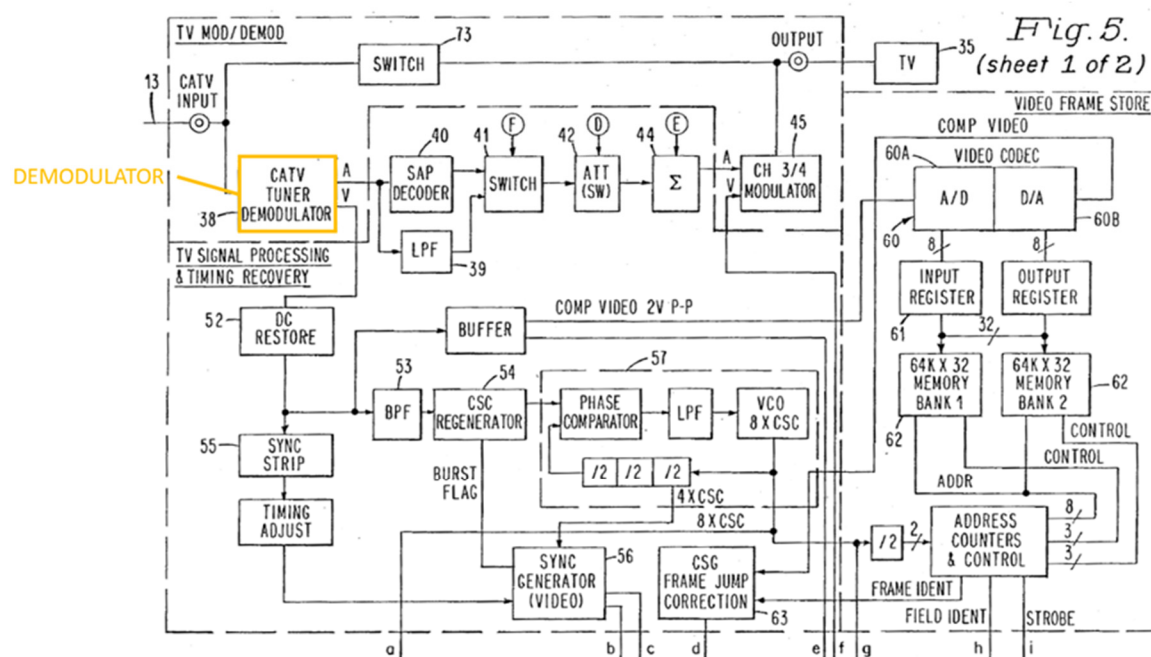 TV MOD/DEMOD
73
SWITCH
OUTPUT
35
TV
Fig. 5.
(sheet 1 of 2)
13
CATV
INPUT
VIDEO FRAME STORE
COMP VIDEO
DEMODULATOR
CATV
TUNER
DEMODULATOR
38
A
V
40
SAP
DECODER
41
F
SWITCH
42
D
ATT
(SW)
44
E
Σ
A
V
45
CH 3/4
MODULATOR
LPF
39
60A
VIDEO CODEC
A/D
D/A
60
60B
8
8
INPUT
REGISTER
OUTPUT
REGISTER
61
32
64K X 32
MEMORY
BANK 1
64K X 32
MEMORY
BANK 2
62
62
CONTROL
CONTROL
ADDR
TV SIGNAL PROCESSING
& TIMING RECOVERY
52
DC
RESTORE
BUFFER
COMP VIDEO 2V P-P
53
BPF
54
CSC
REGENERATOR
57
PHASE
COMPARATOR
LPF
VCO
8XCSC
55
SYNC
STRIP
BURST
FLAG
/2
/2
/2
4XCSC
8XCSC
TIMING
ADJUST
SYNC
GENERATOR
(VIDEO)
56
CSG
FRAME JUMP
CORRECTION
63
/2
2
ADDRESS
COUNTERS
& CONTROL
8
3
3
FRAME IDENT
FIELD IDENT
STROBE
a
b
c
d
e
f
g
h
i